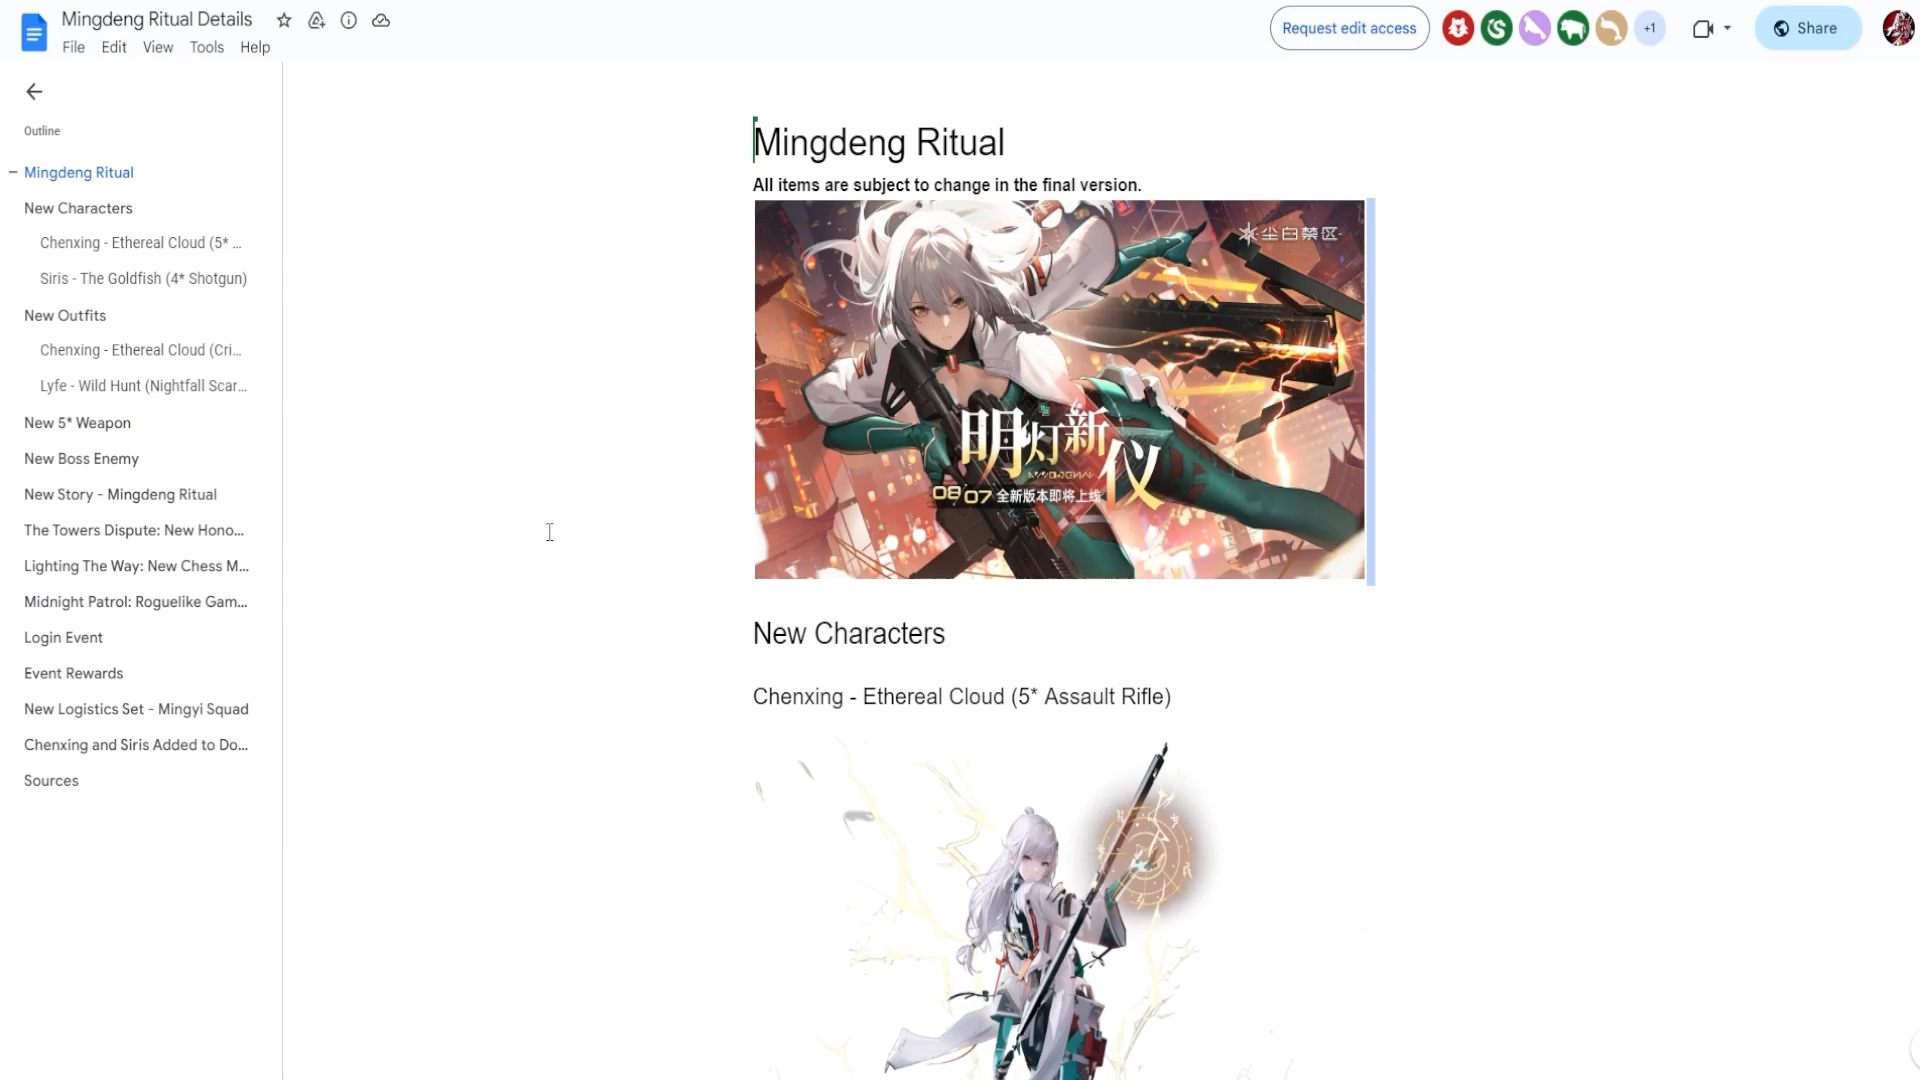 Mingdeng Ritual Details
File Edit View Tools Help
Request edit access
+1
Share
Outline
Mingdeng Ritual
New Characters
Chenxing - Ethereal Cloud (5* ...
Siris - The Goldfish (4* Shotgun)
New Outfits
Chenxing - Ethereal Cloud (Cri...
Lyfe - Wild Hunt (Nightfall Scar...
New 5* Weapon
New Boss Enemy
New Story - Mingdeng Ritual
The Towers Dispute: New Hono...
Lighting The Way: New Chess M...
Midnight Patrol: Roguelike Gam...
Login Event
Event Rewards
New Logistics Set - Mingyi Squad
Chenxing and Siris Added to Do...
Sources
Mingdeng Ritual
All items are subject to change in the final version.
尘白禁区
明灯新仪
08/07 全新版本即将上线
New Characters
Chenxing - Ethereal Cloud (5* Assault Rifle)